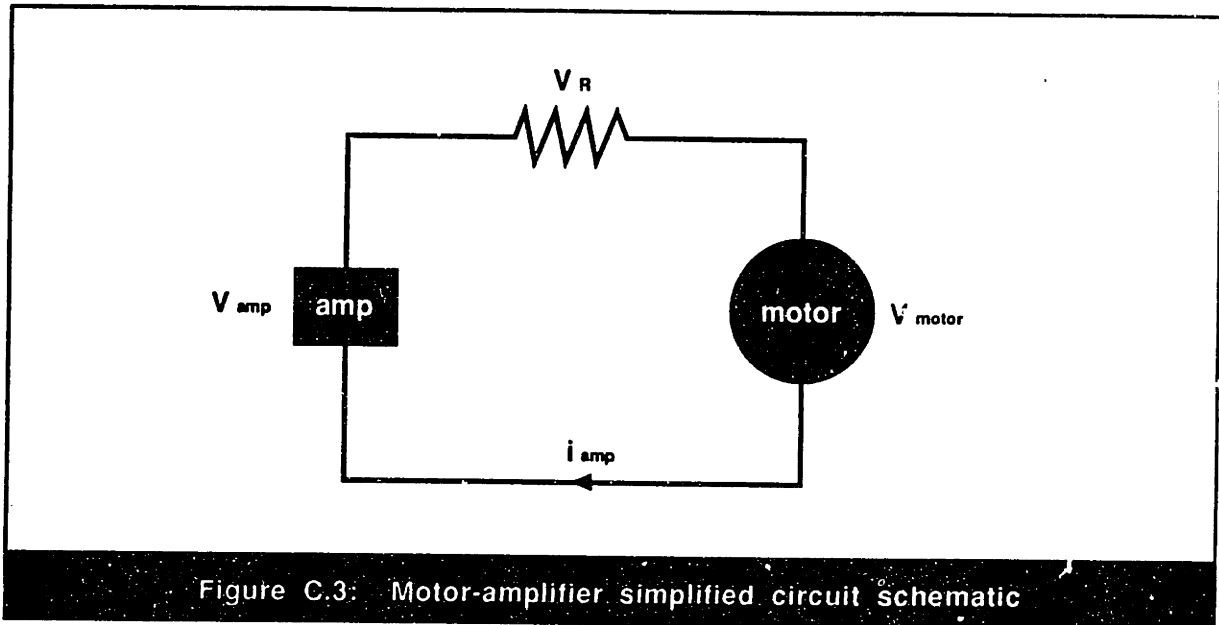 V R
V amp
amp
motor
V motor
i amp
Figure C.3: Motor-amplifier simplified circuit schematic